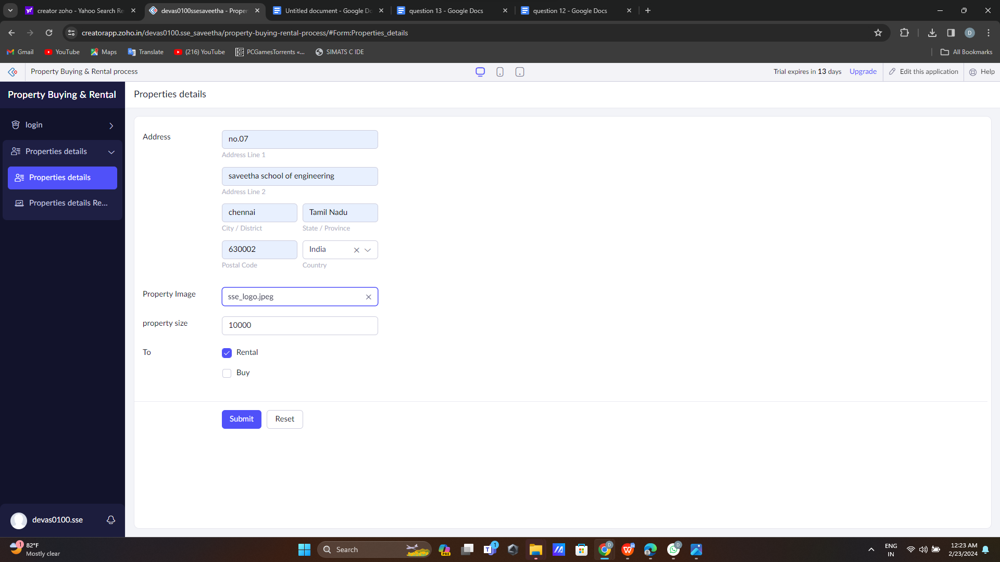 creator zoho - Yahoo Search Re
devas0100ssesaveetha - Proper
Untitled document - Google Do
question 13 - Google Docs
question 12 - Google Docs
creatorapp.zoho.in/devas0100.sse_saveetha/property-buying-rental-process/#Form:Properties_details
D
Gmail
YouTube
Maps
Translate
(216) YouTube
PCGamesTorrents «...
SIMATS C IDE
All Bookmarks
Property Buying & Rental process
Trial expires in 13 days
Upgrade
Edit this application
Help
Property Buying & Rental
Properties details
login
Properties details
Properties details
Properties details Re...
Address
no.07
Address Line 1
saveetha school of engineering
Address Line 2
chennai
Tamil Nadu
City / District
State / Province
630002
India
Postal Code
Country
Property Image
sse_logo.jpeg
property size
10000
To
Rental
Buy
Submit
Reset
devas0100.sse
1
82°F
Mostly clear
Search
PRE
T
1
D
D
ENG
IN
12:23 AM
2/23/2024